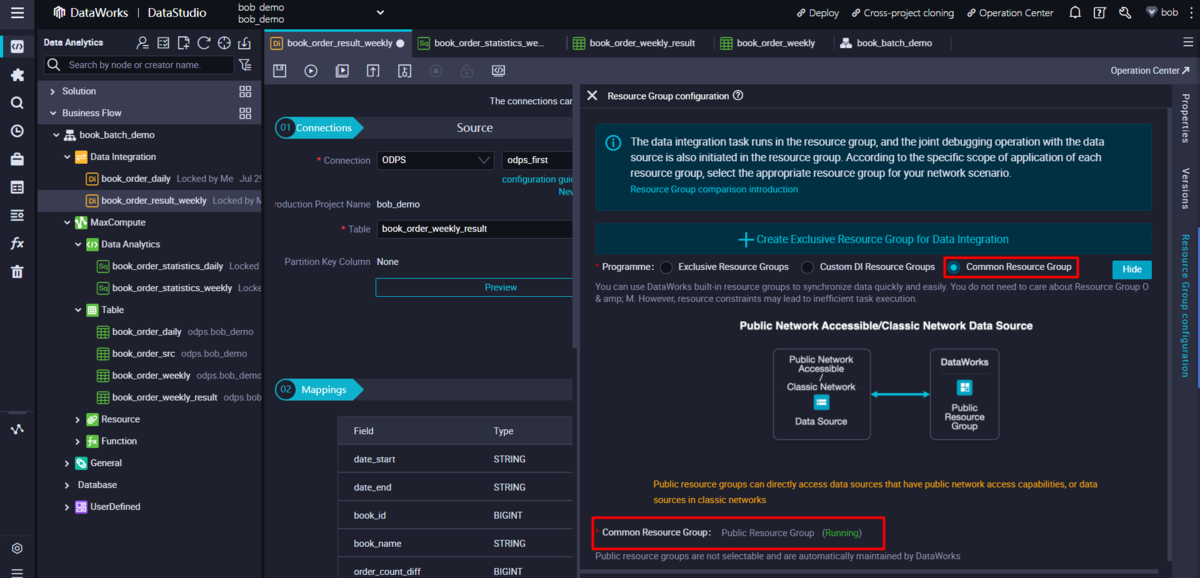 DataWorks | DataStudio
bob_demo
bob_demo
Deploy
Cross-project cloning
Operation Center
bob
Data Analytics
Search by node or creator name.
Solution
Business Flow
book_batch_demo
Data Integration
Di book_order_daily Locked by Me Jul 29
Di book_order_result_weekly Locked by M
MaxCompute
Data Analytics
Sq book_order_statistics_daily Locked
Sq book_order_statistics_weekly Locke
Table
book_order_daily odps.bob_demo
book_order_src odps.bob_demo
book_order_weekly odps.bob_demo
book_order_weekly_result odps.bob
Resource
Function
General
Database
UserDefined
Di book_order_result_weekly
Sq book_order_statistics_we...
book_order_weekly_result
book_order_weekly
book_batch_demo
Operation Center
The connections can
01 Connections
Source
* Connection ODPS odps_first
configuration guid
New
roduction Project Name bob_demo
* Table book_order_weekly_result
Partition Key Column None
Preview
02 Mappings
Field Type
date_start STRING
date_end STRING
book_id BIGINT
book_name STRING
order_count_diff BIGINT
Resource Group configuration
The data integration task runs in the resource group, and the joint debugging operation with the data
source is also initiated in the resource group. According to the specific scope of application of each
resource group, select the appropriate resource group for your network scenario.
Resource Group comparison introduction
Create Exclusive Resource Group for Data Integration
* Programme: Exclusive Resource Groups Custom DI Resource Groups Common Resource Group
Hide
You can use DataWorks built-in resource groups to synchronize data quickly and easily. You do not need to care about Resource Group O
& amp; M. However, resource constraints may lead to inefficient task execution.
Public Network Accessible/Classic Network Data Source
Public Network
Accessible
/
Classic Network
Data Source
DataWorks
Public
Resource
Group
Public resource groups can directly access data sources that have public network access capabilities, or data
sources in classic networks
* Common Resource Group: Public Resource Group (Running)
Public resource groups are not selectable and are automatically maintained by DataWorks
Properties
Versions
Resource Group configuration